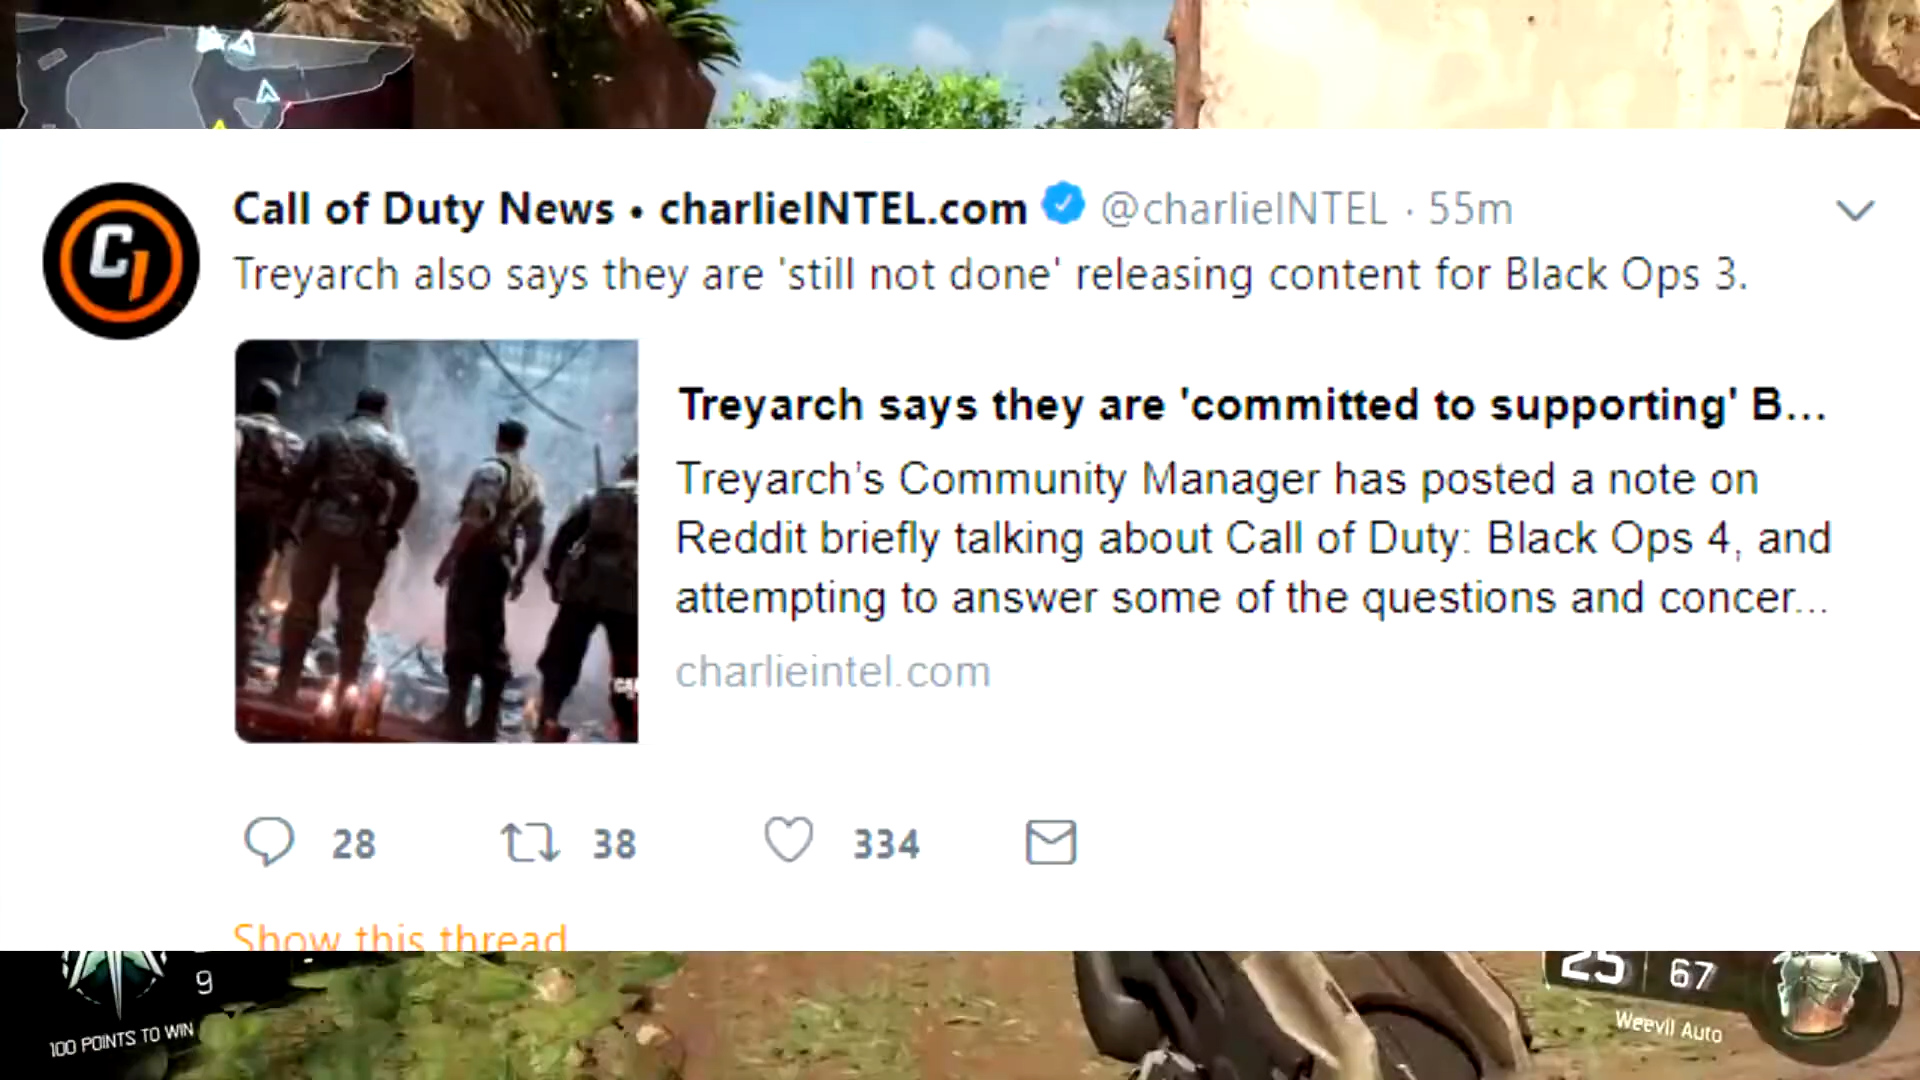 Call of Duty News • charlieINTEL.com @charlieINTEL · 55m
Treyarch also says they are 'still not done' releasing content for Black Ops 3.
Treyarch says they are 'committed to supporting' B...
Treyarch's Community Manager has posted a note on
Reddit briefly talking about Call of Duty: Black Ops 4, and
attempting to answer some of the questions and concer...
charlieintel.com
28 38 334
Show this thread
9
100 POINTS TO WIN
25 67
Weevil Auto